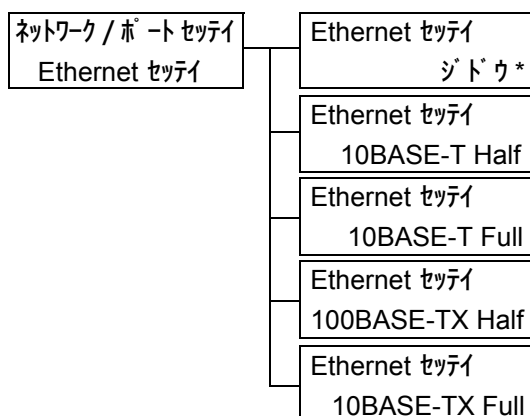 ネットワーク / ポート セッテイ
Ethernet セッテイ
Ethernet セッテイ
ジドウ *
Ethernet セッテイ
10BASE-T Half
Ethernet セッテイ
10BASE-T Full
Ethernet セッテイ
100BASE-TX Half
Ethernet セッテイ
10BASE-TX Full